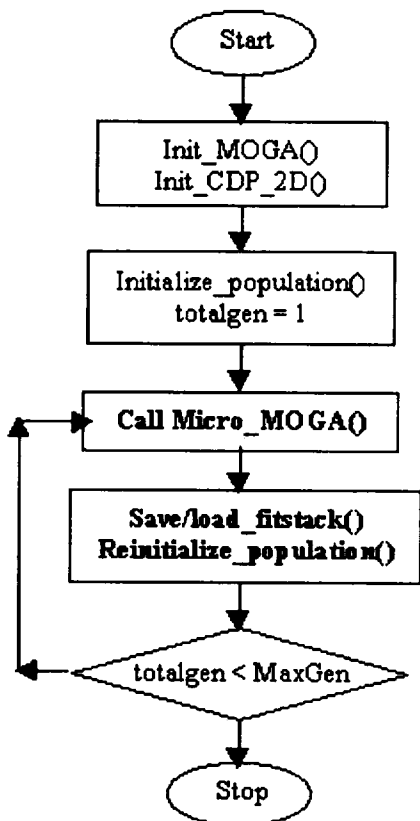 Start
Init_MOGA()
Init_CDP_2D()
Initialize_population()
totalgen = 1
Call Micro_MOGA()
Save/load_fitstack()
Reinitialize_population()
totalgen < MaxGen
Stop